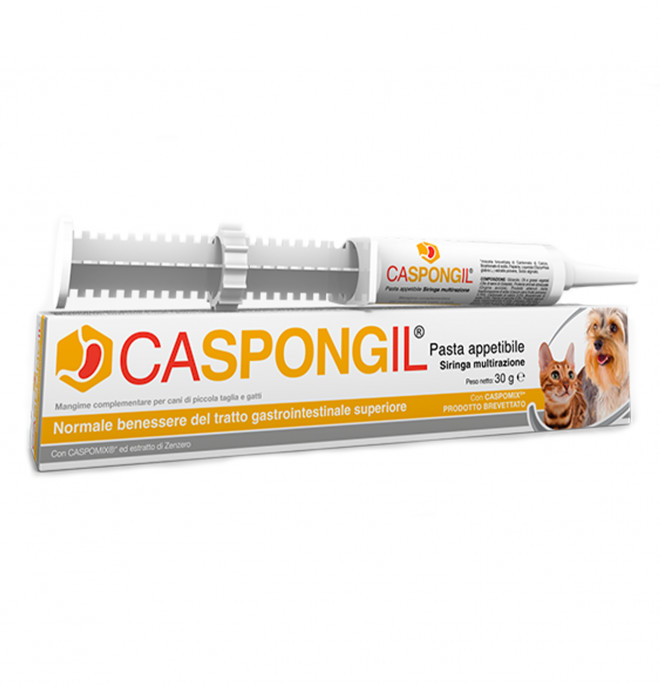 CASPONGIL®
Pasta appetibile Siringa multirazione
CASPONGIL®
Pasta appetibile
Siringa multirazione
Peso netto 30 g ℮
Mangime complementare per cani di piccola taglia e gatti
Normale benessere del tratto gastrointestinale superiore
Con CASPOMIX™
PRODOTTO BREVETTATO
Con CASPOMIX®* ed estratto di Zenzero